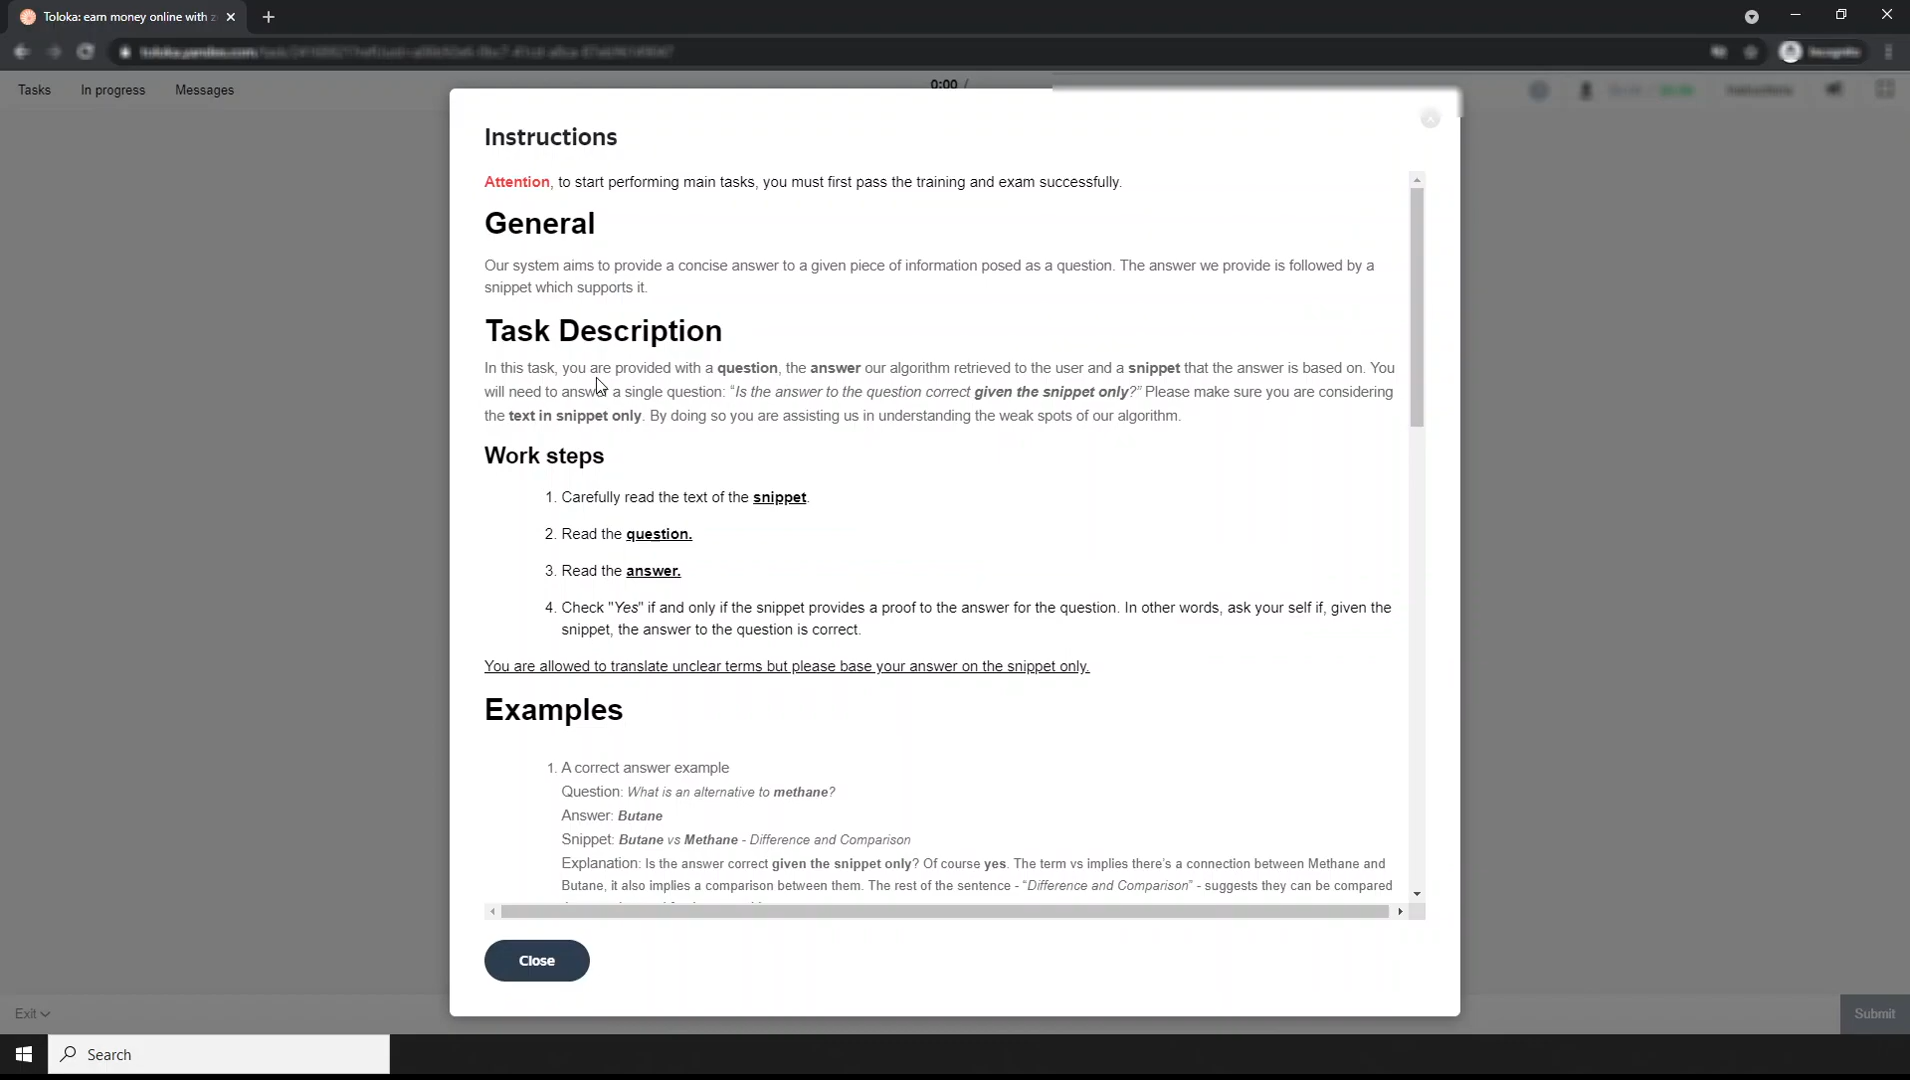 Toloka: earn money online with z
Tasks
In progress
Messages
0:00 /
Instructions
Attention, to start performing main tasks, you must first pass the training and exam successfully.
General
Our system aims to provide a concise answer to a given piece of information posed as a question. The answer we provide is followed by a
snippet which supports it.
Task Description
In this task, you are provided with a question, the answer our algorithm retrieved to the user and a snippet that the answer is based on. You
will need to answer a single question: “Is the answer to the question correct given the snippet only?” Please make sure you are considering
the text in snippet only. By doing so you are assisting us in understanding the weak spots of our algorithm.
Work steps
1. Carefully read the text of the snippet.
2. Read the question.
3. Read the answer.
4. Check "Yes" if and only if the snippet provides a proof to the answer for the question. In other words, ask your self if, given the
snippet, the answer to the question is correct.
You are allowed to translate unclear terms but please base your answer on the snippet only.
Examples
1. A correct answer example
Question: What is an alternative to methane?
Answer: Butane
Snippet: Butane vs Methane - Difference and Comparison
Explanation: Is the answer correct given the snippet only? Of course yes. The term vs implies there's a connection between Methane and
Butane, it also implies a comparison between them. The rest of the sentence - “Difference and Comparison” - suggests they can be compared
Close
Exit
Submit
Search